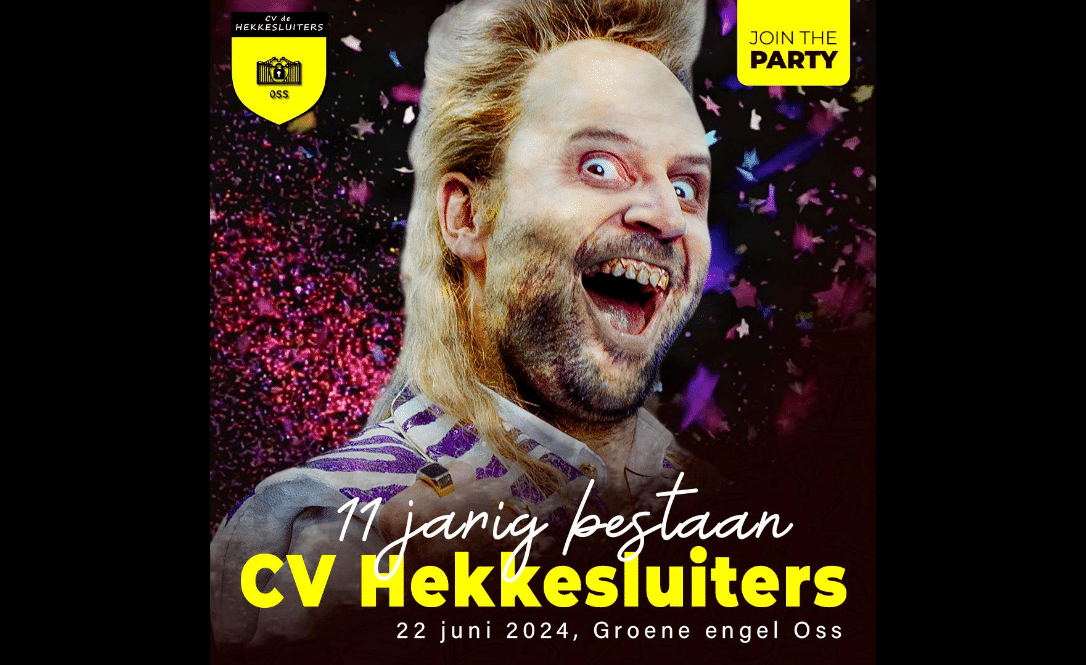 CV de
HEKKESLUITERS
OSS
JOIN THE
PARTY
11 jarig bestaan
CV Hekkesluiters
22 juni 2024, Groene engel Oss